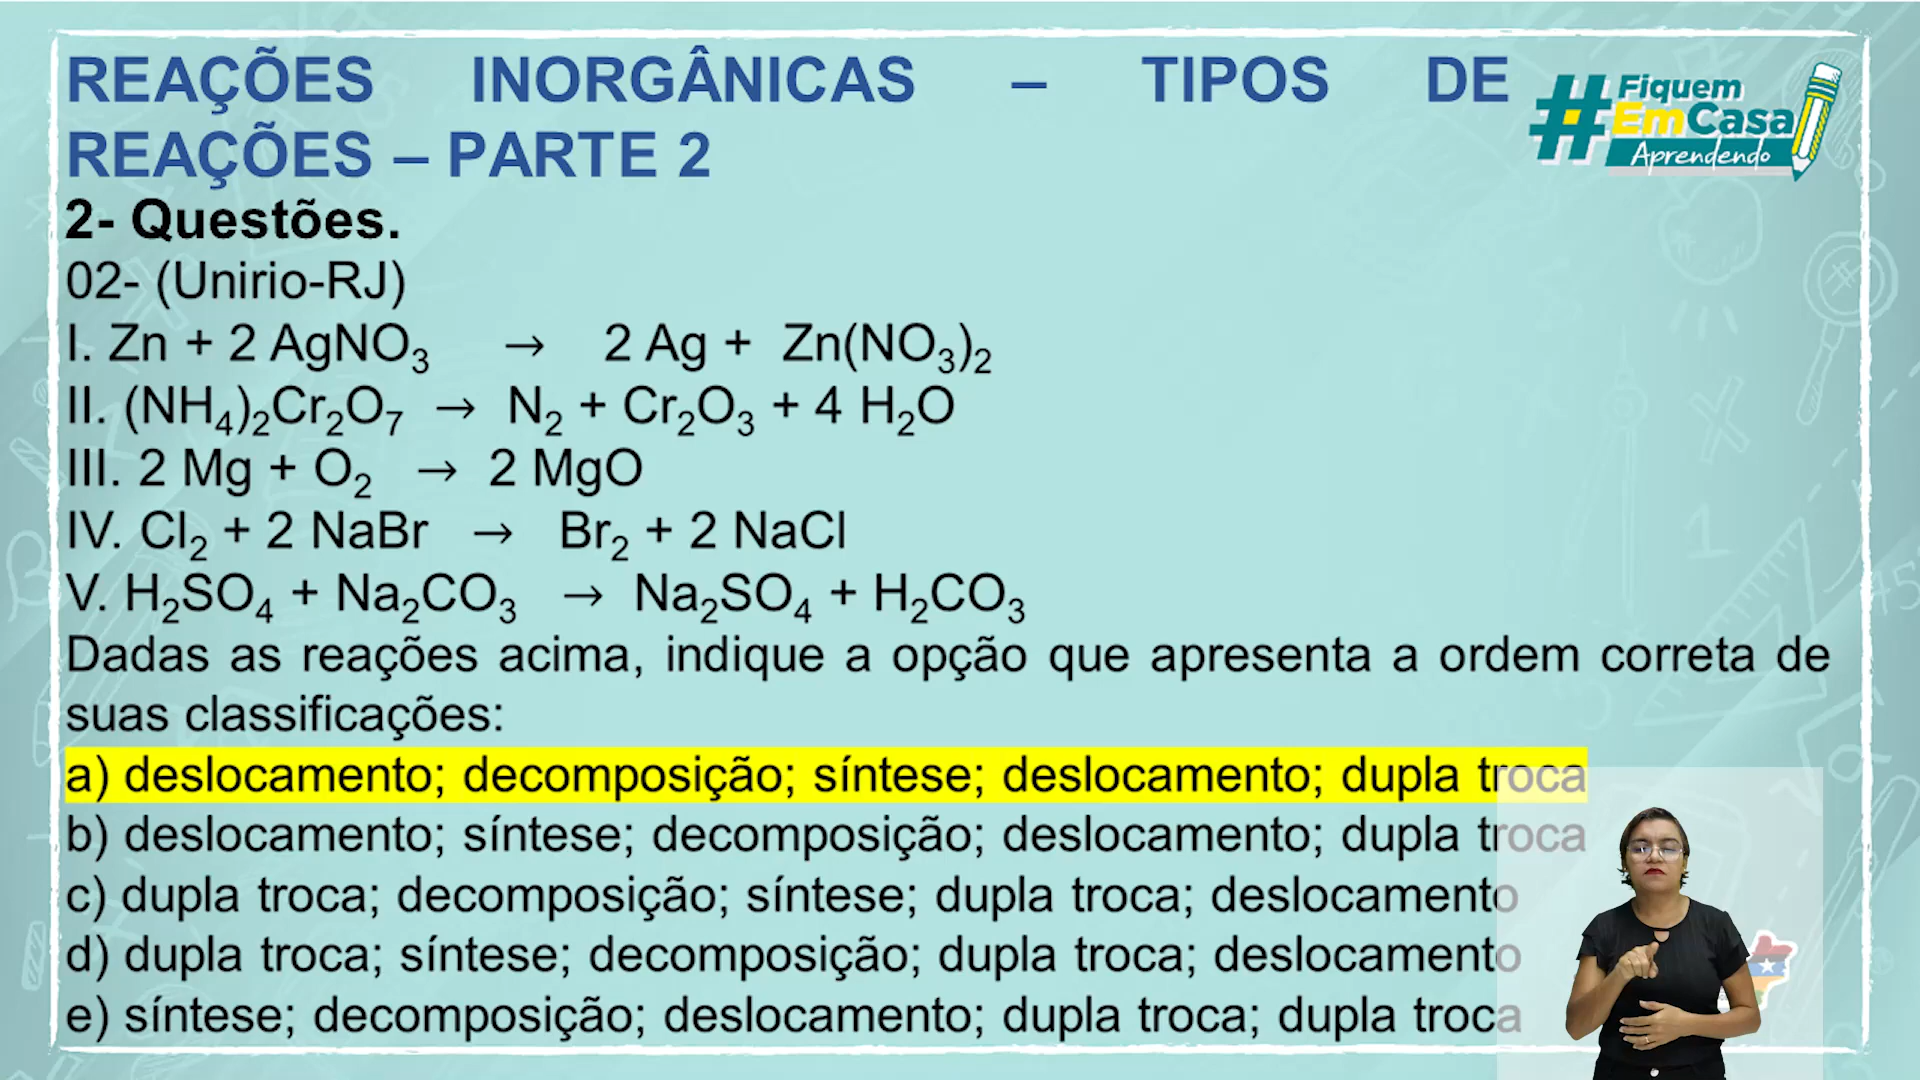 REAÇÕES INORGÂNICAS – TIPOS DE
REAÇÕES – PARTE 2
#Fiquem
EmCasa
Aprendendo
2- Questões.
02- (Unirio-RJ)
I. Zn + 2 AgNO₃ → 2 Ag + Zn(NO₃)₂
II. (NH₄)₂Cr₂O₇ → N₂ + Cr₂O₃ + 4 H₂O
III. 2 Mg + O₂ → 2 MgO
IV. Cl₂ + 2 NaBr → Br₂ + 2 NaCl
V. H₂SO₄ + Na₂CO₃ → Na₂SO₄ + H₂CO₃
Dadas as reações acima, indique a opção que apresenta a ordem correta de
suas classificações:
a) deslocamento; decomposição; síntese; deslocamento; dupla troca
b) deslocamento; síntese; decomposição; deslocamento; dupla troca
c) dupla troca; decomposição; síntese; dupla troca; deslocamento
d) dupla troca; síntese; decomposição; dupla troca; deslocamento
e) síntese; decomposição; deslocamento; dupla troca; dupla troca